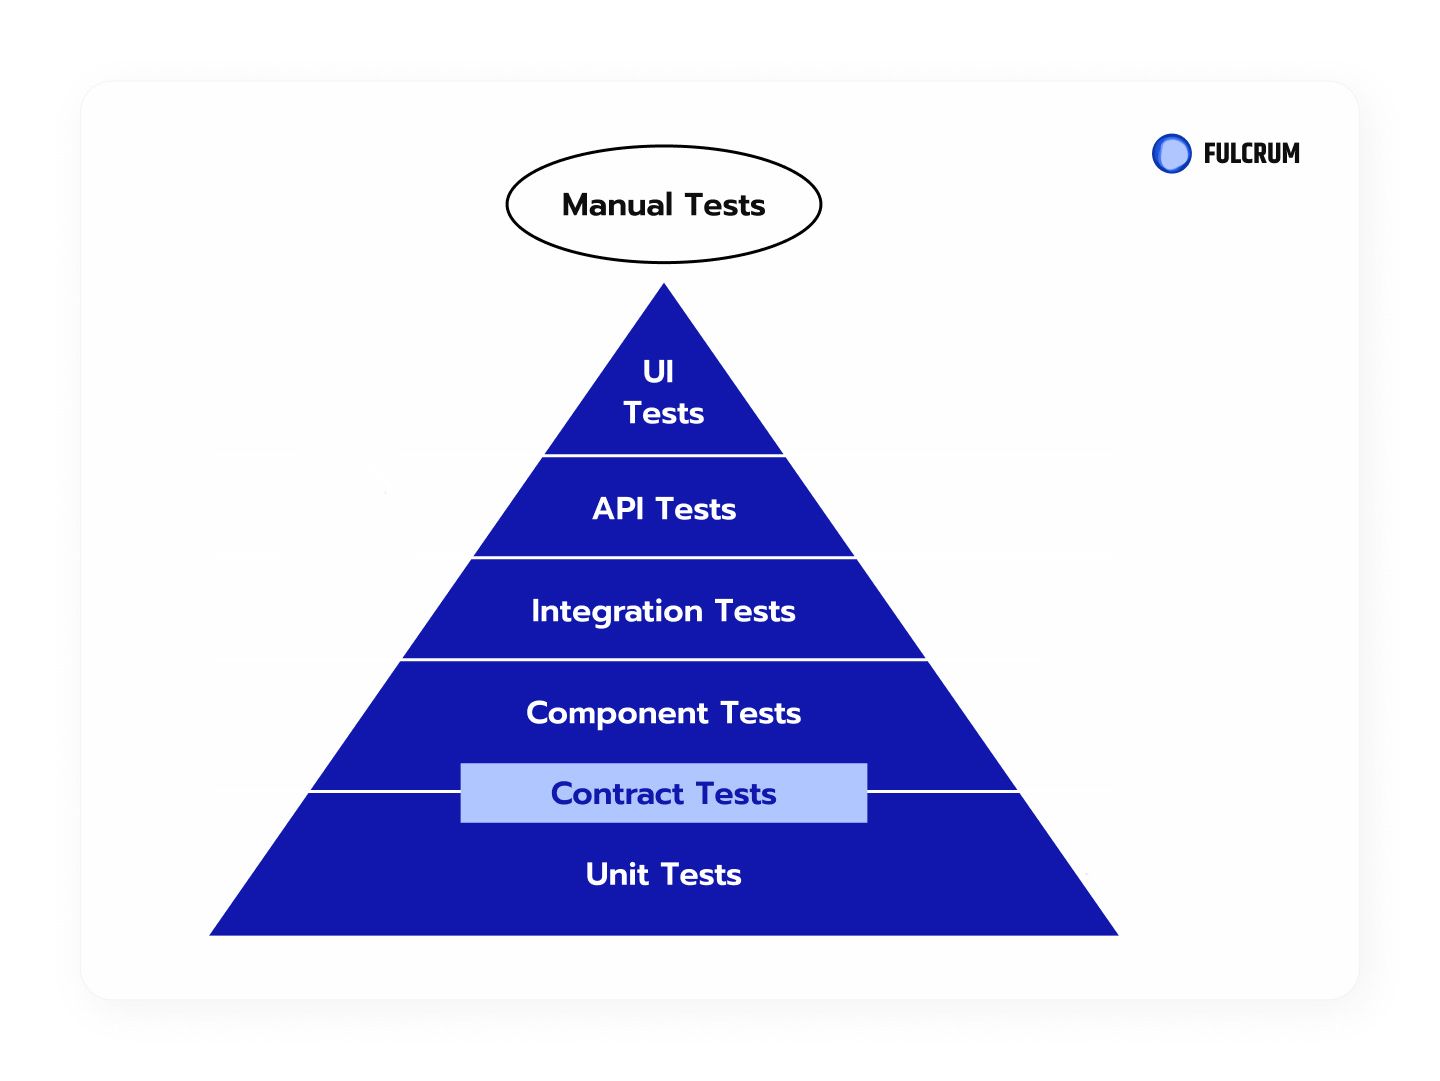 FULCRUM
Manual Tests
UI
Tests
API Tests
Integration Tests
Component Tests
Contract Tests
Unit Tests